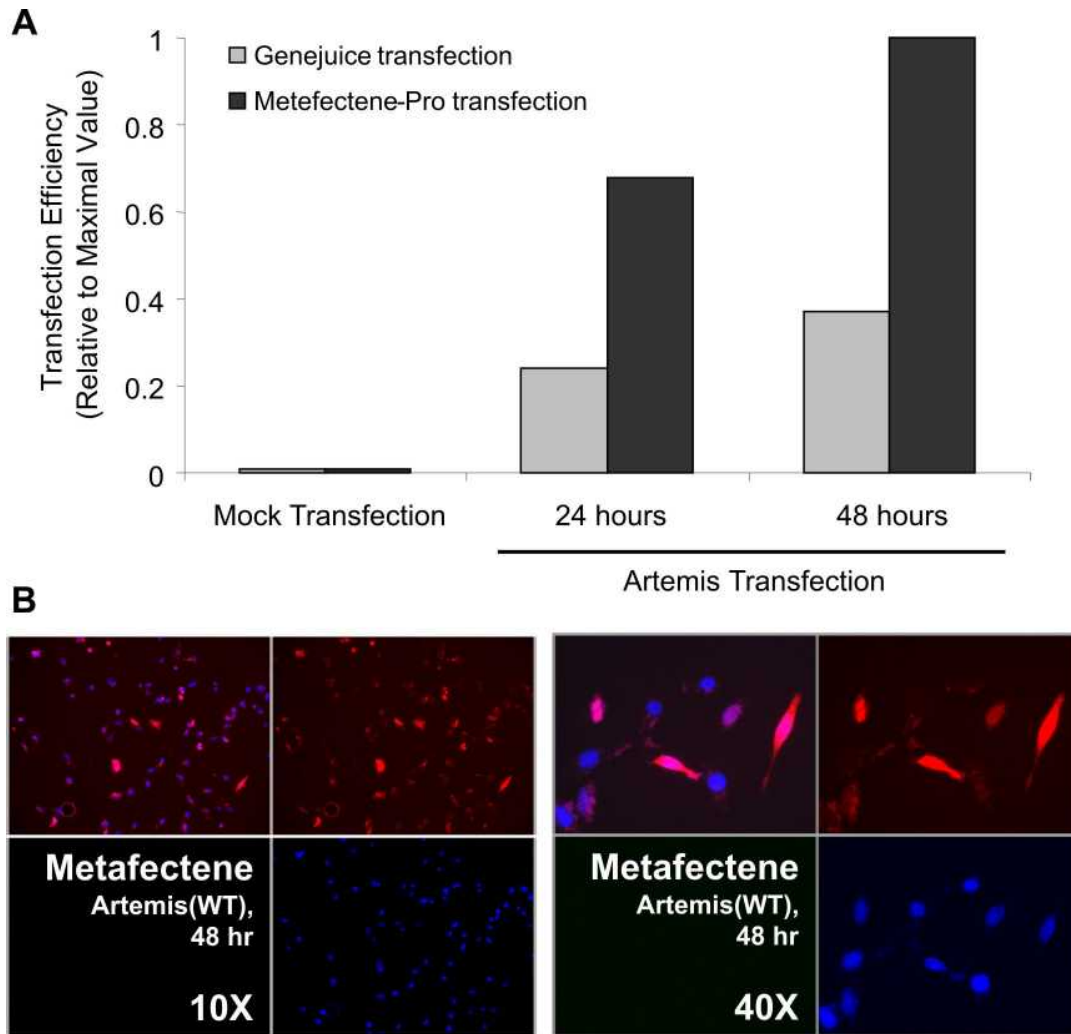 A
Transfection Efficiency
(Relative to Maximal Value)
1
0.8
0.6
0.4
0.2
0
Genejuice transfection
Metefectene-Pro transfection
Mock Transfection
24 hours
48 hours
Artemis Transfection
B
Metafectene
Artemis(WT),
48 hr
10X
Metafectene
Artemis(WT),
48 hr
40X